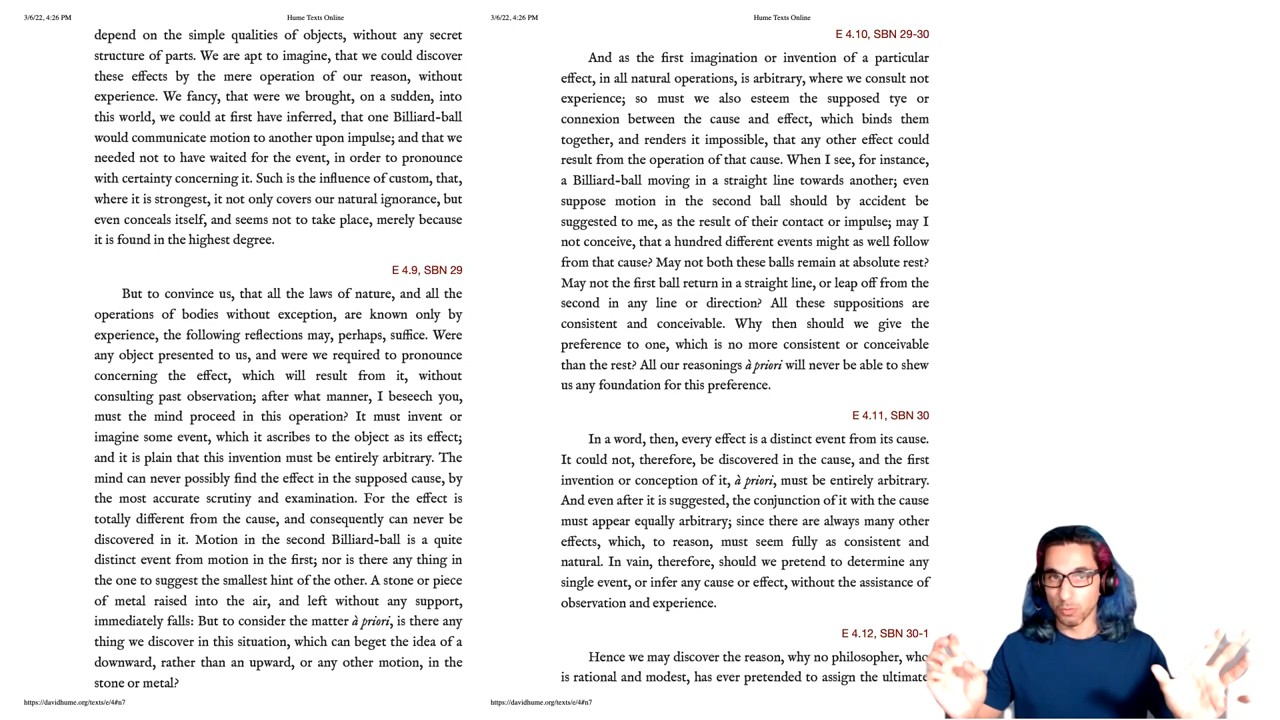 3/6/22, 4:26 PM
Hume Texts Online
depend on the simple qualities of objects, without any secret
structure of parts. We are apt to imagine, that we could discover
these effects by the mere operation of our reason, without
experience. We fancy, that were we brought, on a sudden, into
this world, we could at first have inferred, that one Billiard-ball
would communicate motion to another upon impulse; and that we
needed not to have waited for the event, in order to pronounce
with certainty concerning it. Such is the influence of custom, that,
where it is strongest, it not only covers our natural ignorance, but
even conceals itself, and seems not to take place, merely because
it is found in the highest degree.
E 4.9, SBN 29
But to convince us, that all the laws of nature, and all the
operations of bodies without exception, are known only by
experience, the following reflections may, perhaps, suffice. Were
any object presented to us, and were we required to pronounce
concerning the effect, which will result from it, without
consulting past observation; after what manner, I beseech you,
must the mind proceed in this operation? It must invent or
imagine some event, which it ascribes to the object as its effect;
and it is plain that this invention must be entirely arbitrary. The
mind can never possibly find the effect in the supposed cause, by
the most accurate scrutiny and examination. For the effect is
totally different from the cause, and consequently can never be
discovered in it. Motion in the second Billiard-ball is a quite
distinct event from motion in the first; nor is there any thing in
the one to suggest the smallest hint of the other. A stone or piece
of metal raised into the air, and left without any support,
immediately falls: But to consider the matter à priori, is there any
thing we discover in this situation, which can beget the idea of a
downward, rather than an upward, or any other motion, in the
stone or metal?
https://davidhume.org/texts/e/4#n7
3/6/22, 4:26 PM
Hume Texts Online
E 4.10, SBN 29-30
And as the first imagination or invention of a particular
effect, in all natural operations, is arbitrary, where we consult not
experience; so must we also esteem the supposed tye or
connexion between the cause and effect, which binds them
together, and renders it impossible, that any other effect could
result from the operation of that cause. When I see, for instance,
a Billiard-ball moving in a straight line towards another; even
suppose motion in the second ball should by accident be
suggested to me, as the result of their contact or impulse; may I
not conceive, that a hundred different events might as well follow
from that cause? May not both these balls remain at absolute rest?
May not the first ball return in a straight line, or leap off from the
second in any line or direction? All these suppositions are
consistent and conceivable. Why then should we give the
preference to one, which is no more consistent or conceivable
than the rest? All our reasonings à priori will never be able to shew
us any foundation for this preference.
E 4.11, SBN 30
In a word, then, every effect is a distinct event from its cause.
It could not, therefore, be discovered in the cause, and the first
invention or conception of it, à priori, must be entirely arbitrary.
And even after it is suggested, the conjunction of it with the cause
must appear equally arbitrary; since there are always many other
effects, which, to reason, must seem fully as consistent and
natural. In vain, therefore, should we pretend to determine any
single event, or infer any cause or effect, without the assistance of
observation and experience.
E 4.12, SBN 30-1
Hence we may discover the reason, why no philosopher, who
is rational and modest, has ever pretended to assign the ultimate
https://davidhume.org/texts/e/4#n7